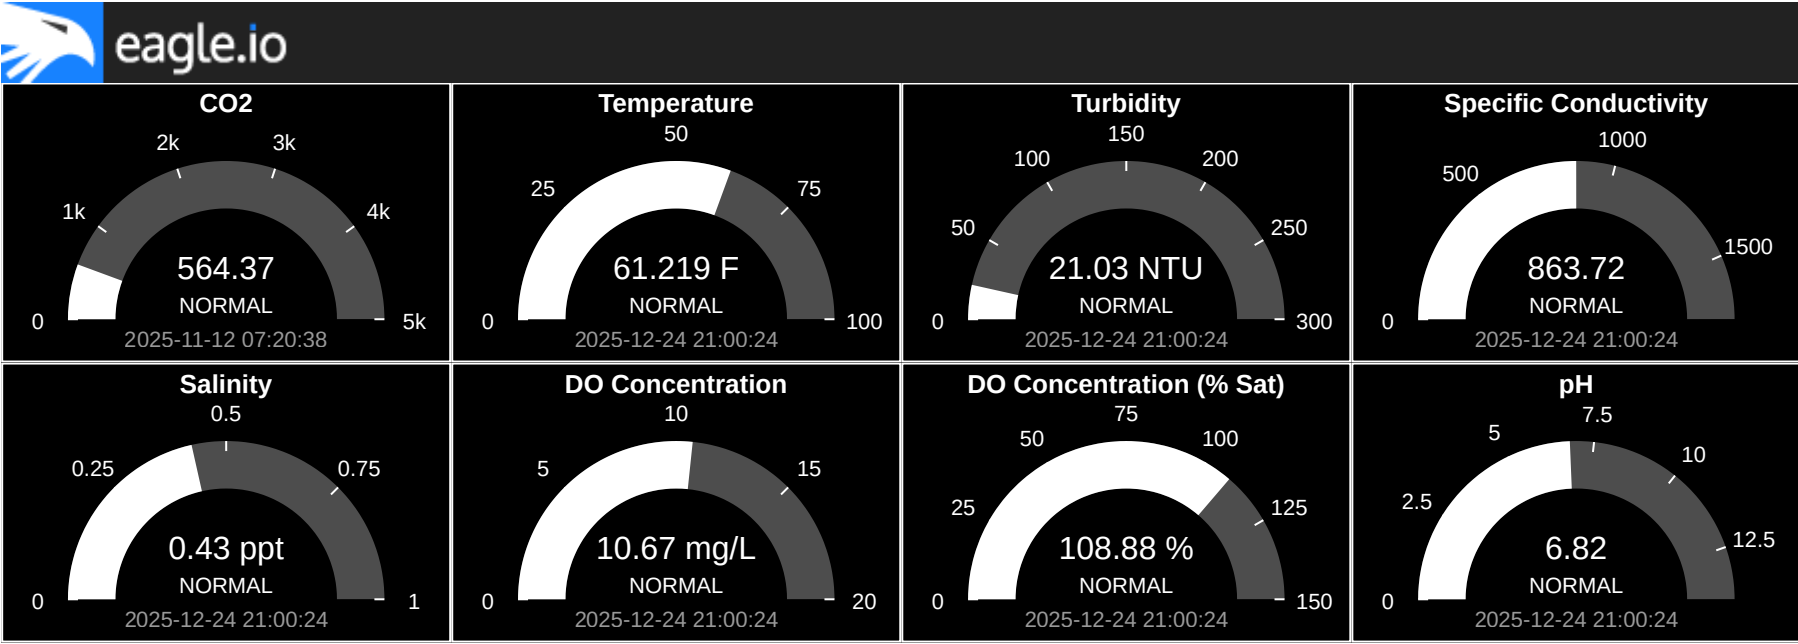 eagle.io
CO2
0
1k
2k
3k
4k
5k
564.37
NORMAL
2025-11-12 07:20:38
Temperature
0
25
50
75
100
61.219 F
NORMAL
2025-12-24 21:00:24
Turbidity
0
50
100
150
200
250
300
21.03 NTU
NORMAL
2025-12-24 21:00:24
Specific Conductivity
0
500
1000
1500
863.72
NORMAL
2025-12-24 21:00:24
Salinity
0
0.25
0.5
0.75
1
0.43 ppt
NORMAL
2025-12-24 21:00:24
DO Concentration
0
5
10
15
20
10.67 mg/L
NORMAL
2025-12-24 21:00:24
DO Concentration (% Sat)
0
25
50
75
100
125
150
108.88 %
NORMAL
2025-12-24 21:00:24
pH
0
2.5
5
7.5
10
12.5
6.82
NORMAL
2025-12-24 21:00:24